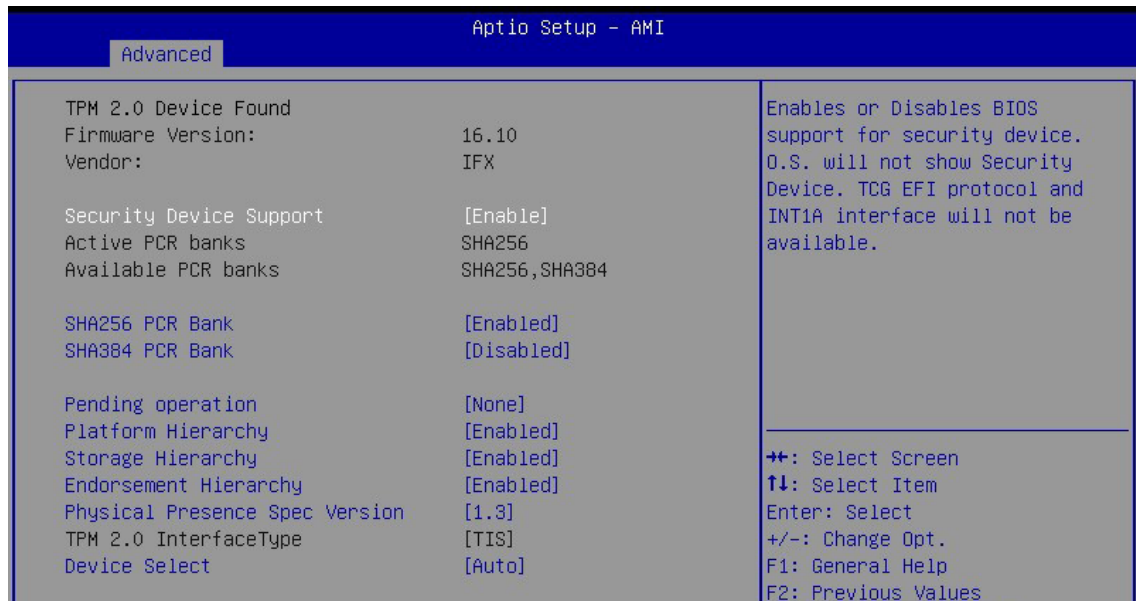 Aptio Setup – AMI
Advanced
TPM 2.0 Device Found
Firmware Version: 16.10
Vendor: IFX
Security Device Support [Enable]
Active PCR banks SHA256
Available PCR banks SHA256,SHA384
SHA256 PCR Bank [Enabled]
SHA384 PCR Bank [Disabled]
Pending operation [None]
Platform Hierarchy [Enabled]
Storage Hierarchy [Enabled]
Endorsement Hierarchy [Enabled]
Physical Presence Spec Version [1.3]
TPM 2.0 InterfaceType [TIS]
Device Select [Auto]
Enables or Disables BIOS
support for security device.
O.S. will not show Security
Device. TCG EFI protocol and
INT1A interface will not be
available.
→←: Select Screen
↑↓: Select Item
Enter: Select
+/-: Change Opt.
F1: General Help
F2: Previous Values